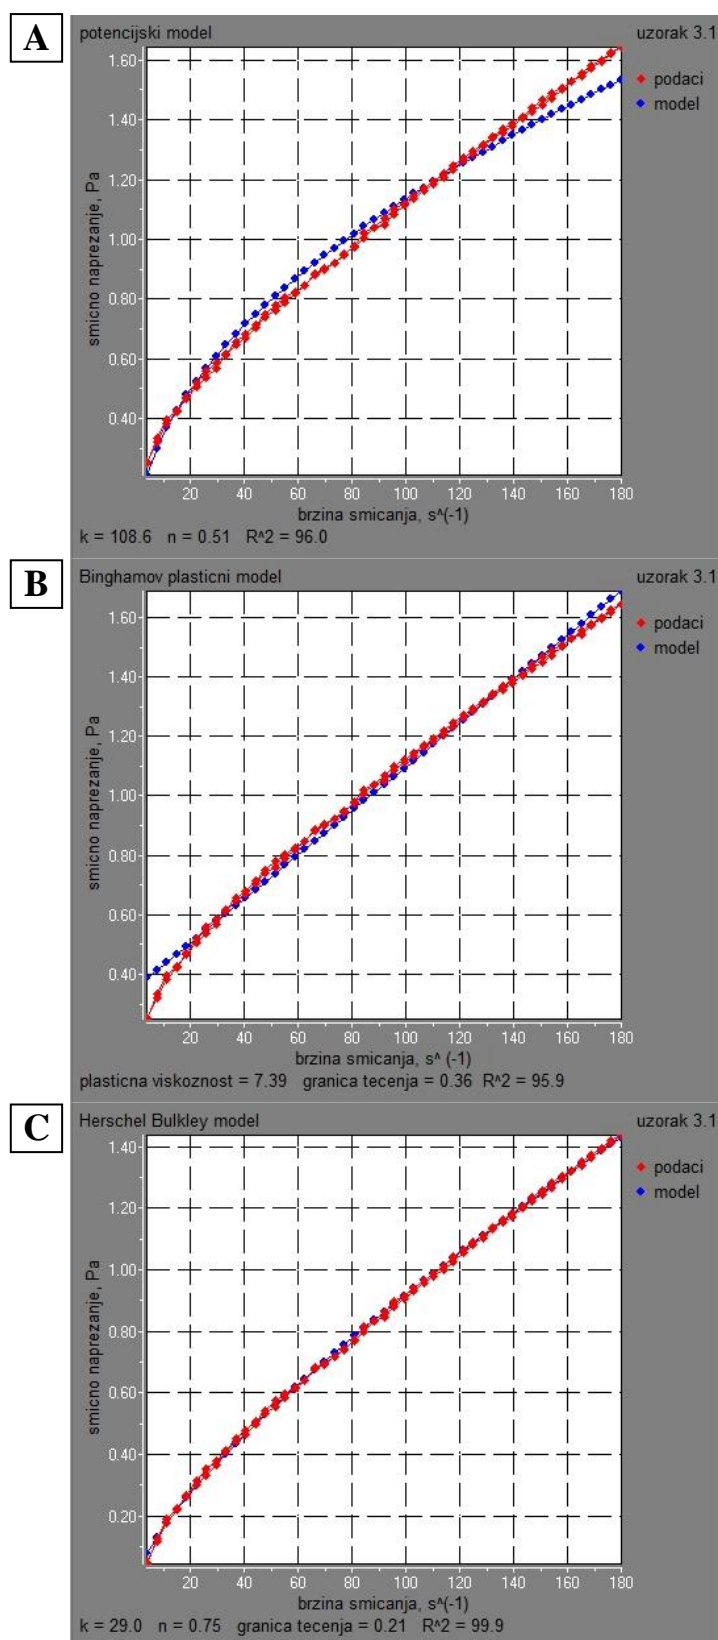 A
potencijski model
uzorak 3.1
podaci
model
smicno naprezanje, Pa
1.60
1.40
1.20
1.00
0.80
0.60
0.40
20 40 60 80 100 120 140 160 180
brzina smicanja, s^(-1)
k = 108.6 n = 0.51 R^2 = 96.0
B
Binghamov plasticni model
uzorak 3.1
podaci
model
smicno naprezanje, Pa
1.60
1.40
1.20
1.00
0.80
0.60
0.40
20 40 60 80 100 120 140 160 180
brzina smicanja, s^ (-1)
plasticna viskoznost = 7.39 granica tecenja = 0.36 R^2 = 95.9
C
Herschel Bulkley model
uzorak 3.1
podaci
model
smicno naprezanje, Pa
1.40
1.20
1.00
0.80
0.60
0.40
0.20
20 40 60 80 100 120 140 160 180
brzina smicanja, s^(-1)
k = 29.0 n = 0.75 granica tecenja = 0.21 R^2 = 99.9